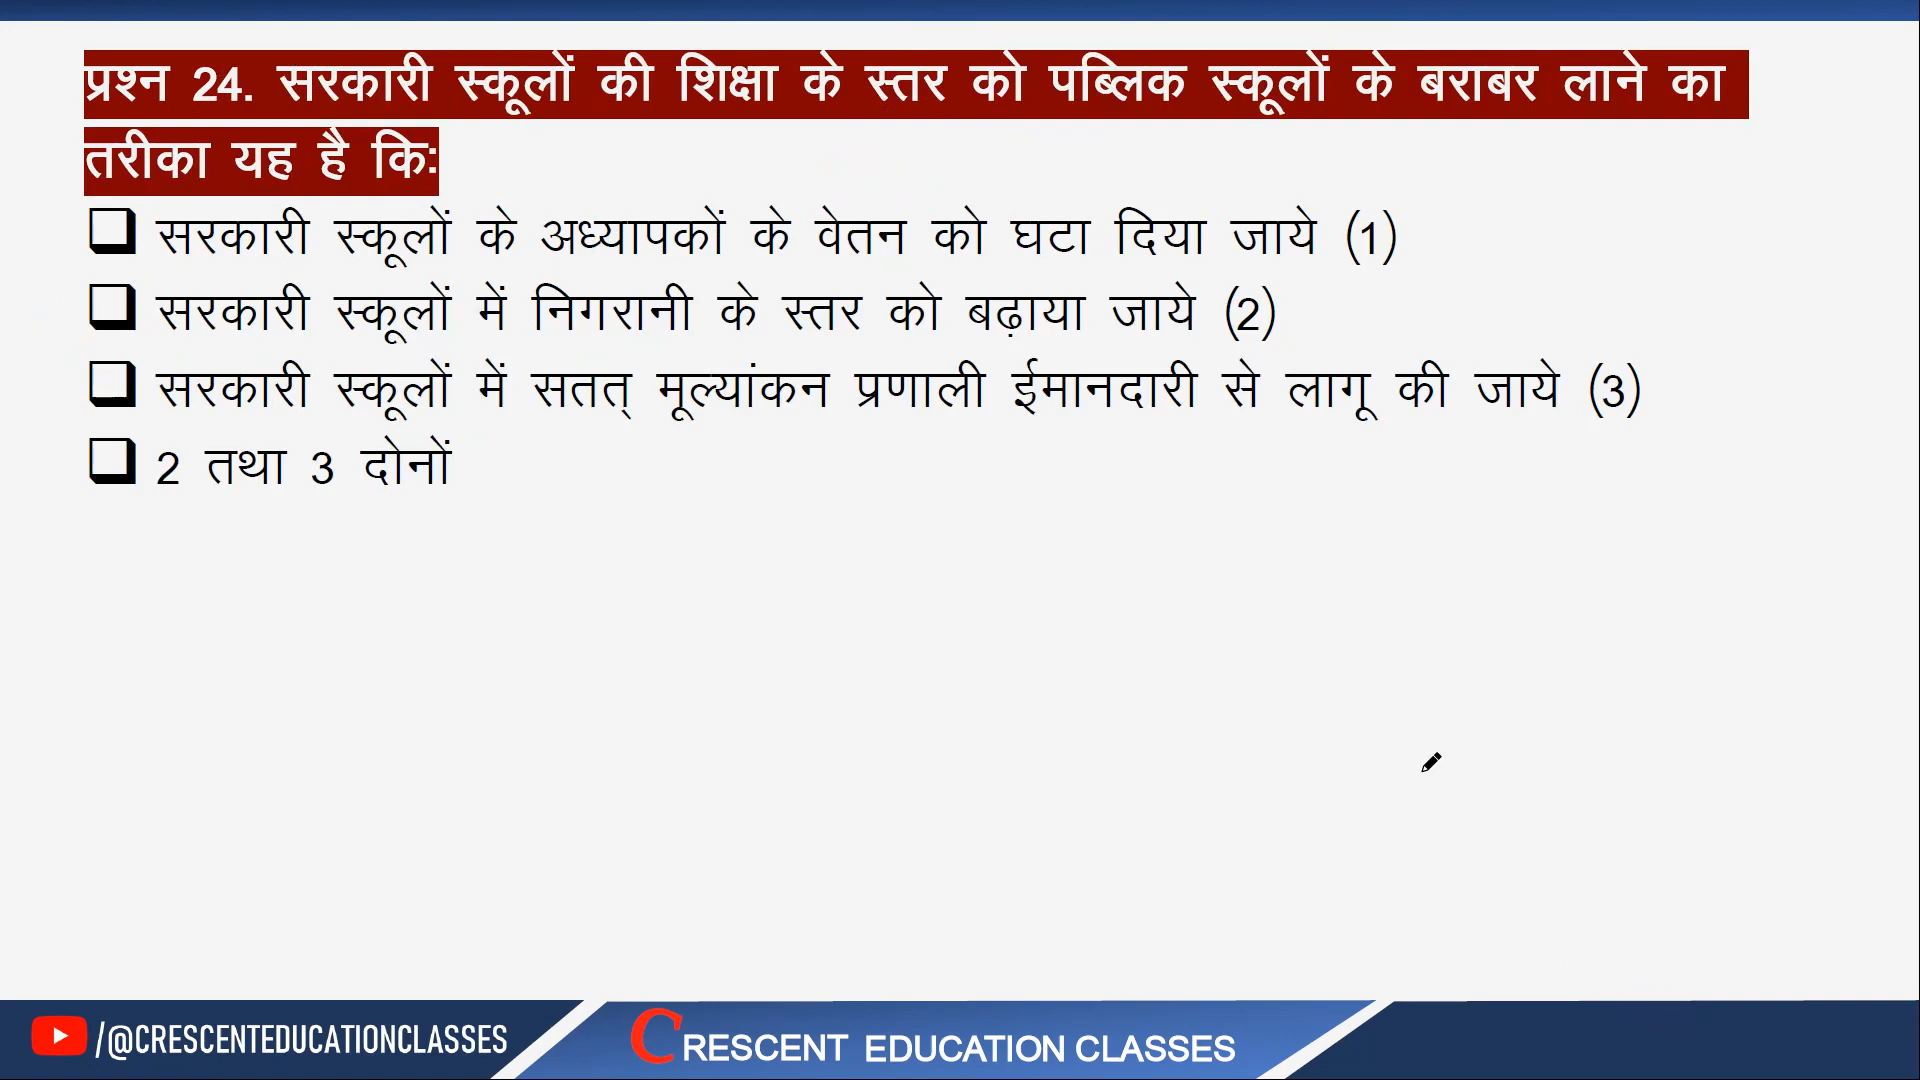 प्रश्न 24. सरकारी स्कूलों की शिक्षा के स्तर को पब्लिक स्कूलों के बराबर लाने का
तरीका यह है कि:
सरकारी स्कूलों के अध्यापकों के वेतन को घटा दिया जाये (1)
सरकारी स्कूलों में निगरानी के स्तर को बढ़ाया जाये (2)
सरकारी स्कूलों में सतत् मूल्यांकन प्रणाली ईमानदारी से लागू की जाये (3)
2 तथा 3 दोनों
/@CRESCENTEDUCATIONCLASSES
CRESCENT EDUCATION CLASSES